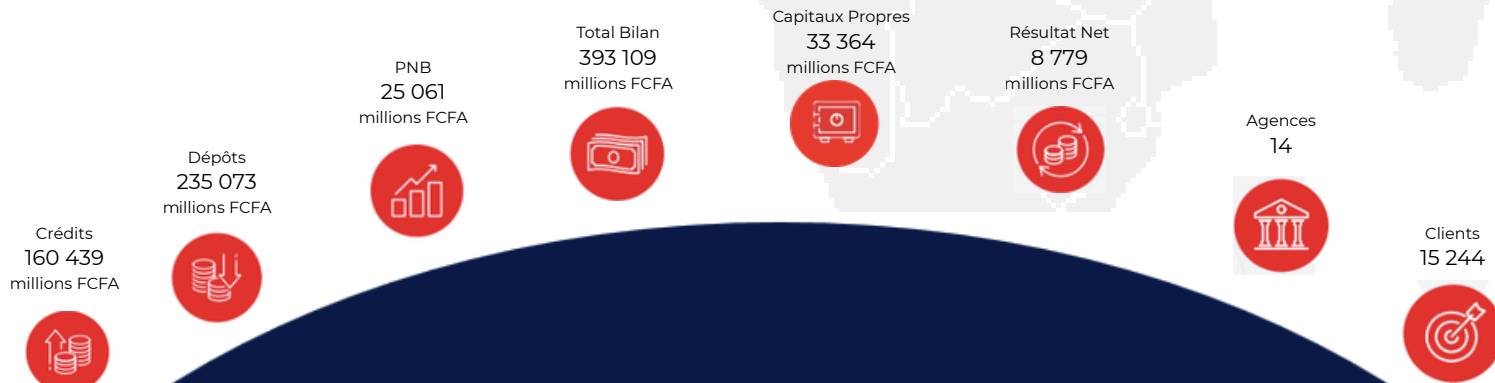 Crédits
160 439
millions FCFA
Dépôts
235 073
millions FCFA
PNB
25 061
millions FCFA
Total Bilan
393 109
millions FCFA
Capitaux Propres
33 364
millions FCFA
Résultat Net
8 779
millions FCFA
Agences
14
Clients
15 244